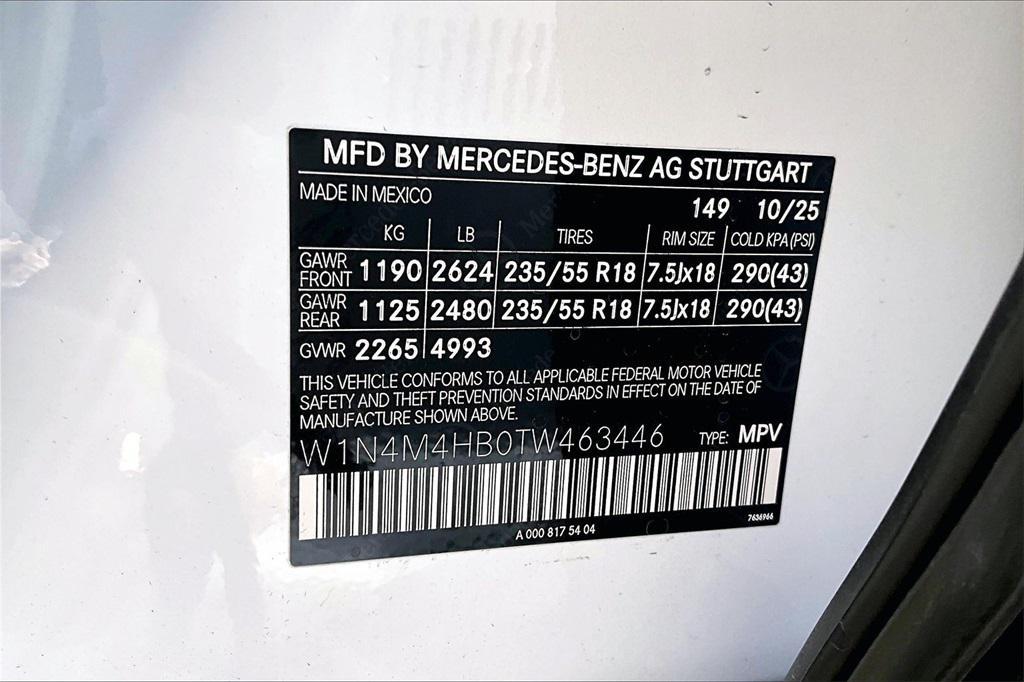 MFD BY MERCEDES-BENZ AG STUTTGART
MADE IN MEXICO
149 10/25
KG LB TIRES RIM SIZE COLD KPA (PSI)
GAWR FRONT 1190 2624 235/55 R18 7.5Jx18 290(43)
GAWR REAR 1125 2480 235/55 R18 7.5Jx18 290(43)
GVWR 2265 4993
THIS VEHICLE CONFORMS TO ALL APPLICABLE FEDERAL MOTOR VEHICLE
SAFETY AND THEFT PREVENTION STANDARDS IN EFFECT ON THE DATE OF
MANUFACTURE SHOWN ABOVE.
W1N4M4HB0TW463446 TYPE: MPV
A 000 817 54 04
7636966